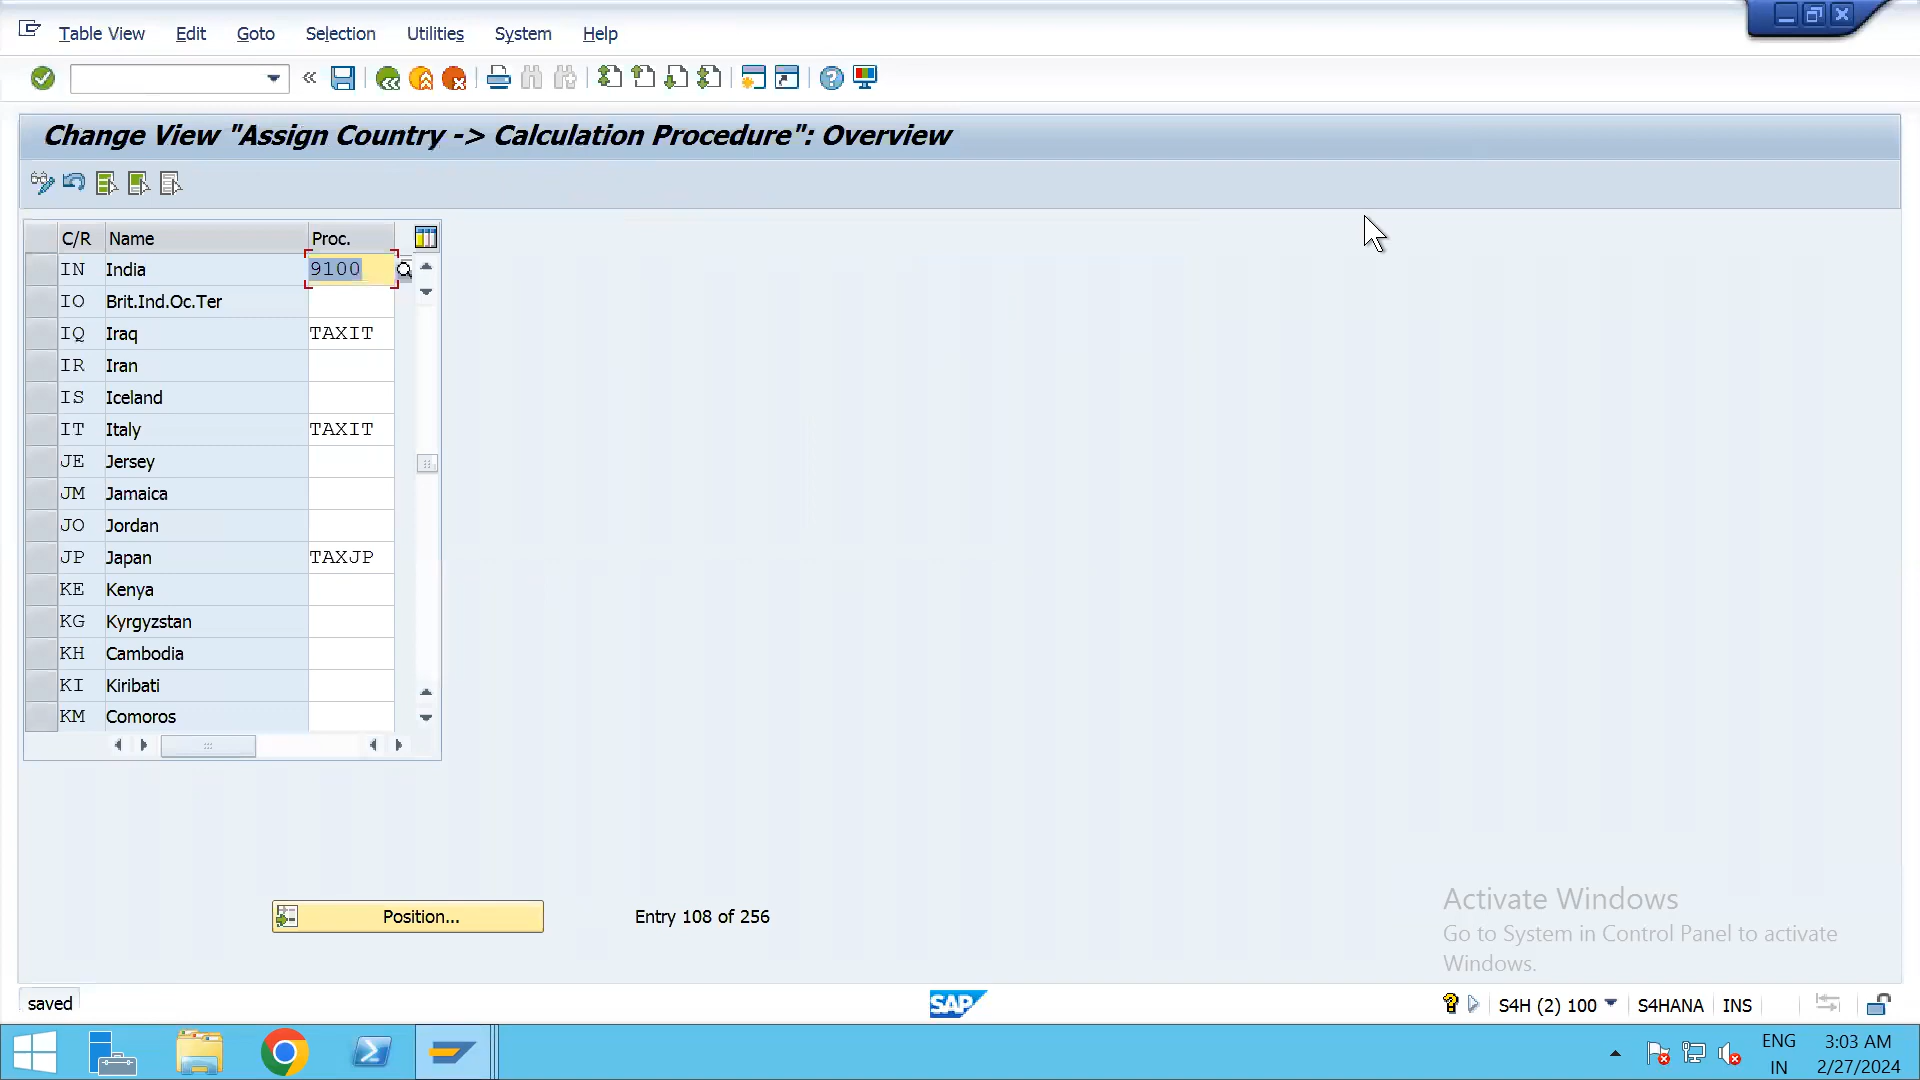 Table View Edit Goto Selection Utilities System Help
Change View "Assign Country -> Calculation Procedure": Overview
C/R Name Proc.
IN India 9100
IO Brit.Ind.Oc.Ter
IQ Iraq TAXIT
IR Iran
IS Iceland
IT Italy TAXIT
JE Jersey
JM Jamaica
JO Jordan
JP Japan TAXJP
KE Kenya
KG Kyrgyzstan
KH Cambodia
KI Kiribati
KM Comoros
Position... Entry 108 of 256
Activate Windows
Go to System in Control Panel to activate
Windows.
saved SAP S4H (2) 100 S4HANA INS
ENG 3:03 AM
IN 2/27/2024